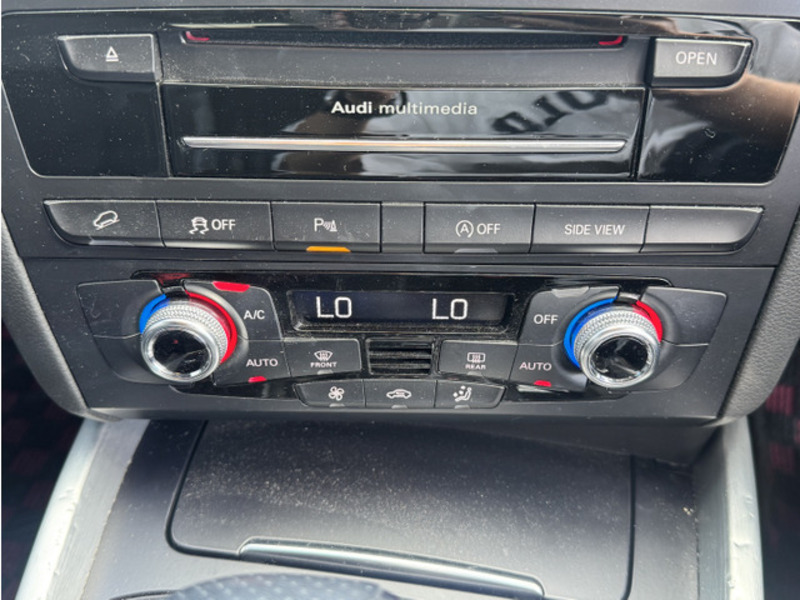 OPEN
Audi multimedia
OFF
P
A OFF
SIDE VIEW
LO
LO
A/C
OFF
AUTO
FRONT
REAR
AUTO